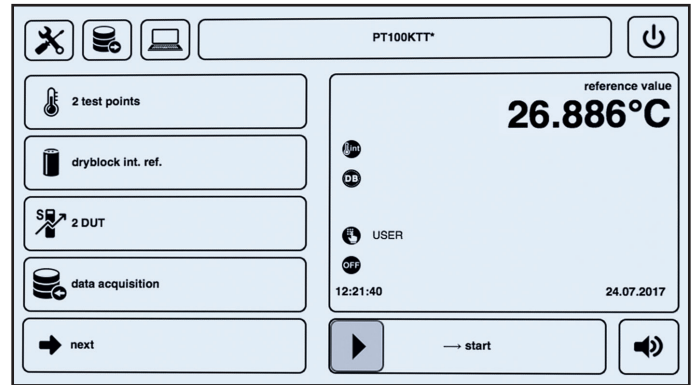 PT100KTT*
2 test points
dryblock int. ref.
S
2 DUT
data acquisition
next
reference value
26.886°C
int
DB
USER
OFF
12:21:40
24.07.2017
→ start